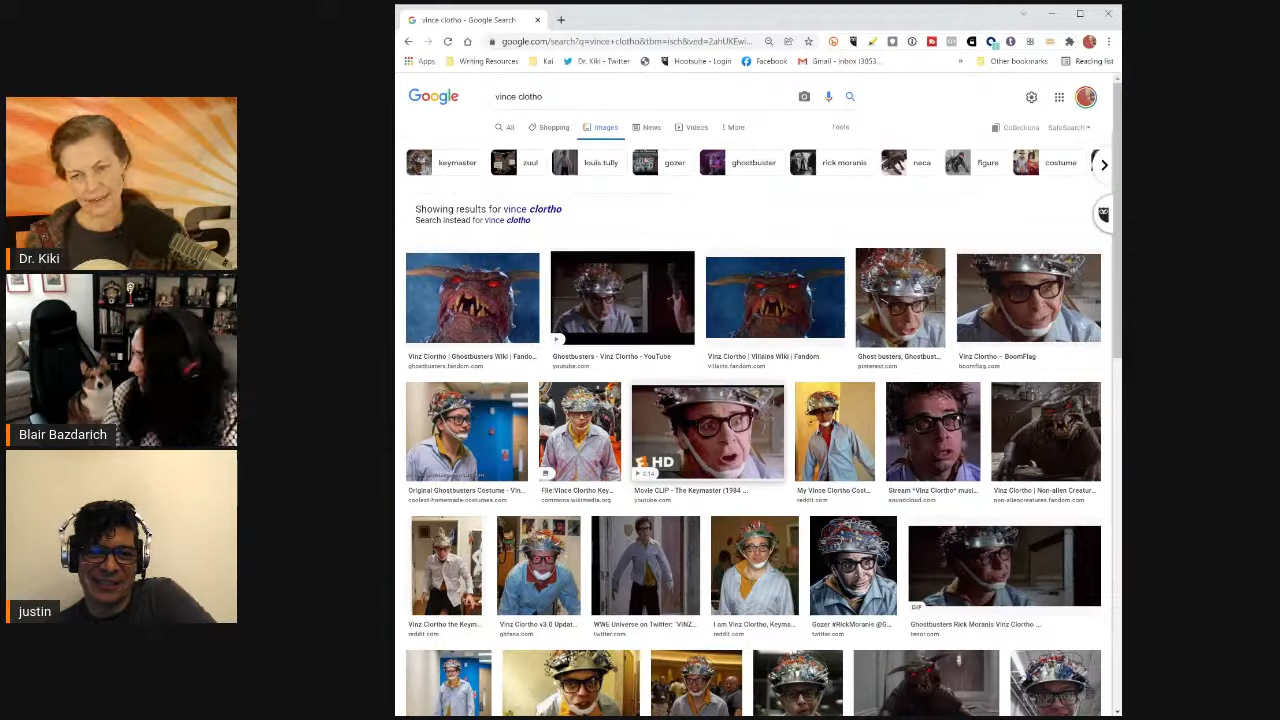 vince clotho - Google Search
google.com/search?q=vince+clotho&tbm=isch&ved=2ahUKEwi...
Apps
Writing Resources
Kai
Dr. Kiki - Twitter
Hootsuite - Login
Facebook
Gmail - Inbox (3853...
»
Other bookmarks
Reading list
Google
vince clotho
All
Shopping
Images
News
Videos
More
Tools
Collections
SafeSearch
keymaster
zuul
louis tully
gozer
ghostbuster
rick moranis
neca
figure
costume
Showing results for vince clortho
Search instead for vince clotho
Vinz Clortho | Ghostbusters Wiki | Fando...
ghostbusters.fandom.com
Ghostbusters - Vinz Clortho - YouTube
youtube.com
Vinz Clortho | Villains Wiki | Fandom
villains.fandom.com
Ghost busters, Ghostbust...
pinterest.com
Vinz Clortho – BoomFlag
boomflag.com
HD
2:14
Original Ghostbusters Costume - Vin...
coolest-homemade-costumes.com
File:Vince Clortho Key...
commons.wikimedia.org
Movie CLIP - The Keymaster (1984 ...
youtube.com
My Vince Clortho Cost...
reddit.com
Stream *Vinz Clortho* musi...
soundcloud.com
Vinz Clortho | Non-alien Creatur...
non-aliencreatures.fandom.com
Vinz Clortho the Keym...
reddit.com
Vinz Clortho v3.0 Updat...
gbfans.com
WWE Universe on Twitter: "VINZ...
twitter.com
I am Vinz Clortho, Keyma...
reddit.com
Gozer #RickMoranis @G...
twitter.com
GIF
Ghostbusters Rick Moranis Vinz Clortho ...
tenor.com
Dr. Kiki
Blair Bazdarich
justin